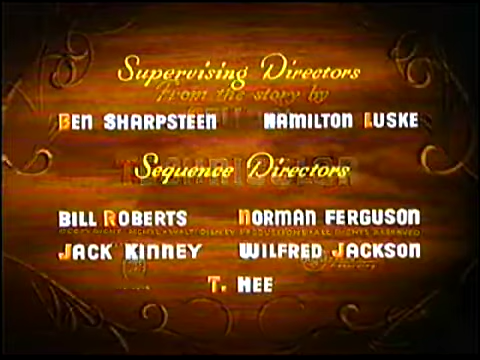 Supervising Directors
From the story by
BEN SHARPSTEEN HAMILTON LUSKE
TECHNICOLOR
Sequence Directors
BILL ROBERTS NORMAN FERGUSON
JACK KINNEY WILFRED JACKSON
T. HEE